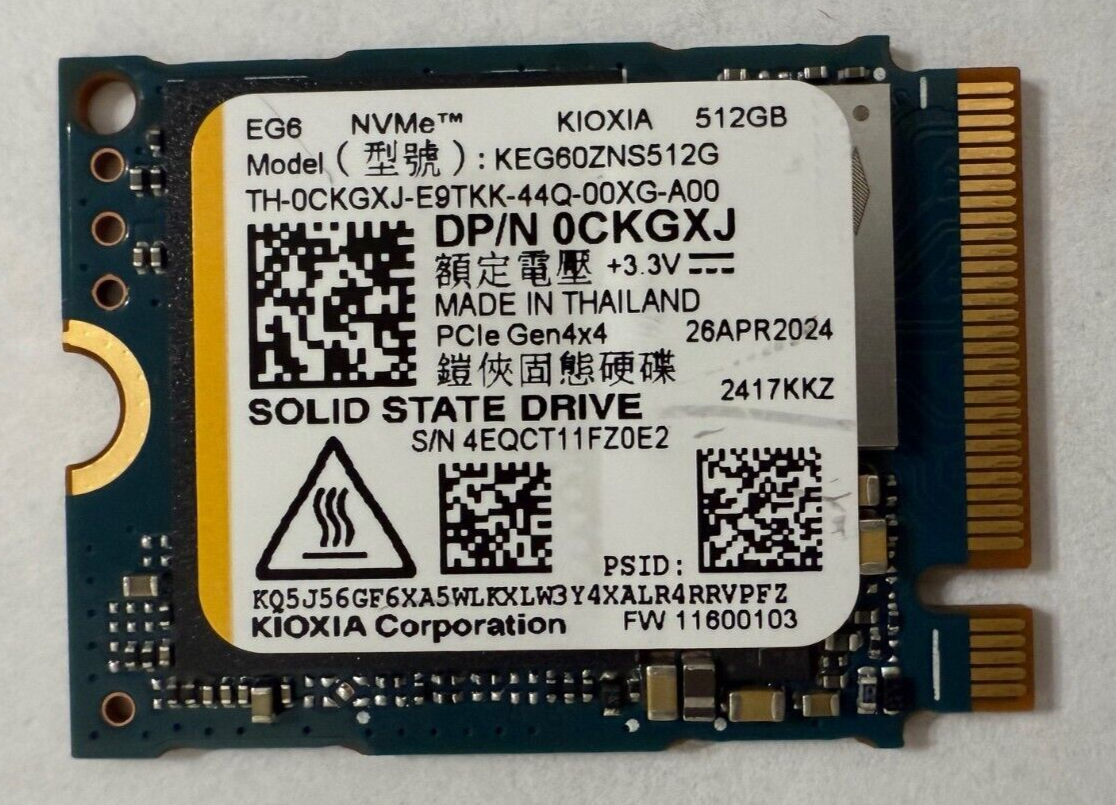 EG6 NVMe™ KIOXIA 512GB
Model ( 型號 ) : KEG60ZNS512G
TH-0CKGXJ-E9TKK-44Q-00XG-A00
DP/N 0CKGXJ
額定電壓 +3.3V
MADE IN THAILAND
PCIe Gen4x4 26APR2024
鎧俠固態硬碟
2417KKZ
SOLID STATE DRIVE
S/N 4EQCT11FZ0E2
PSID:
KQ5J56GF6XA5WLKXLW3Y4XALR4RRVPFZ
KIOXIA Corporation FW 11600103